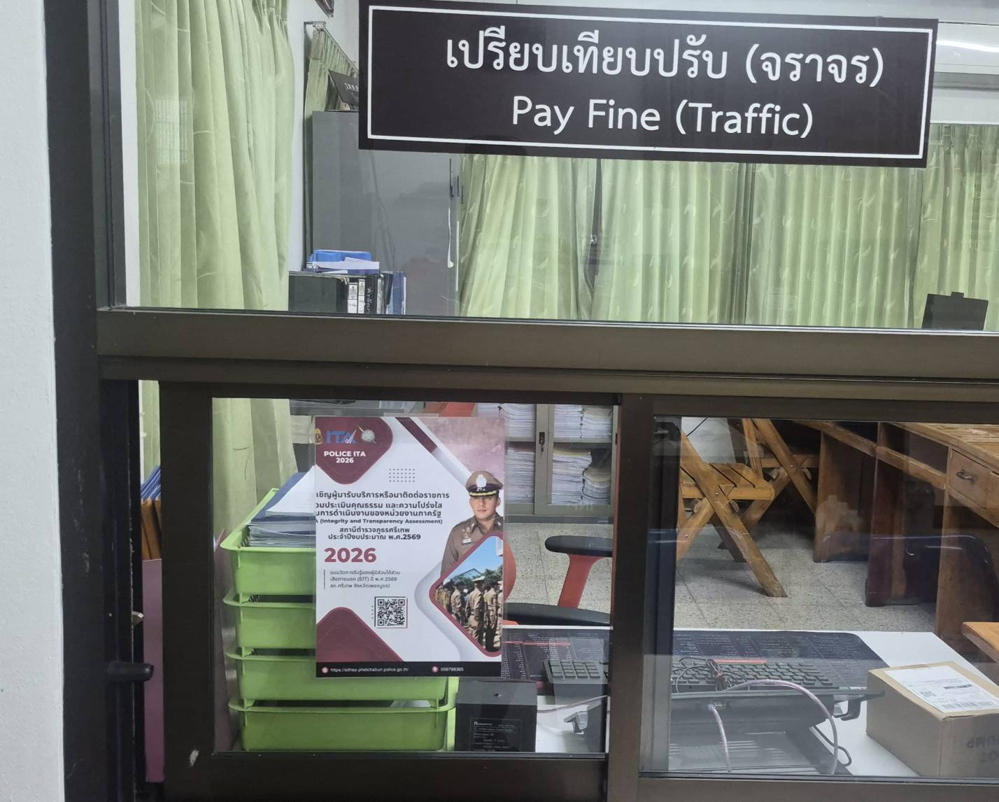 เปรียบเทียบปรับ (จราจร)
Pay Fine (Traffic)
ITA
POLICE ITA
2026
เชิญผู้มารับบริการหรือมาติดต่อราชการ
วมประเมินคุณธรรม และความโปร่งใส
นการดำเนินงานของหน่วยงานภาครัฐ
(Integrity and Transparency Assessment)
สถานีตำรวจภูธรศรีเทพ
ประจำปีงบประมาณ พ.ศ.2569
2026
แบบวัดการรับรู้ของผู้มีส่วนได้ส่วน
เสียภายนอก (EIT) ปี พ.ศ.2569
สภ.ศรีเทพ จังหวัดเพชรบูรณ์
https://sithep.phetchabun.police.go.th/ 056799365